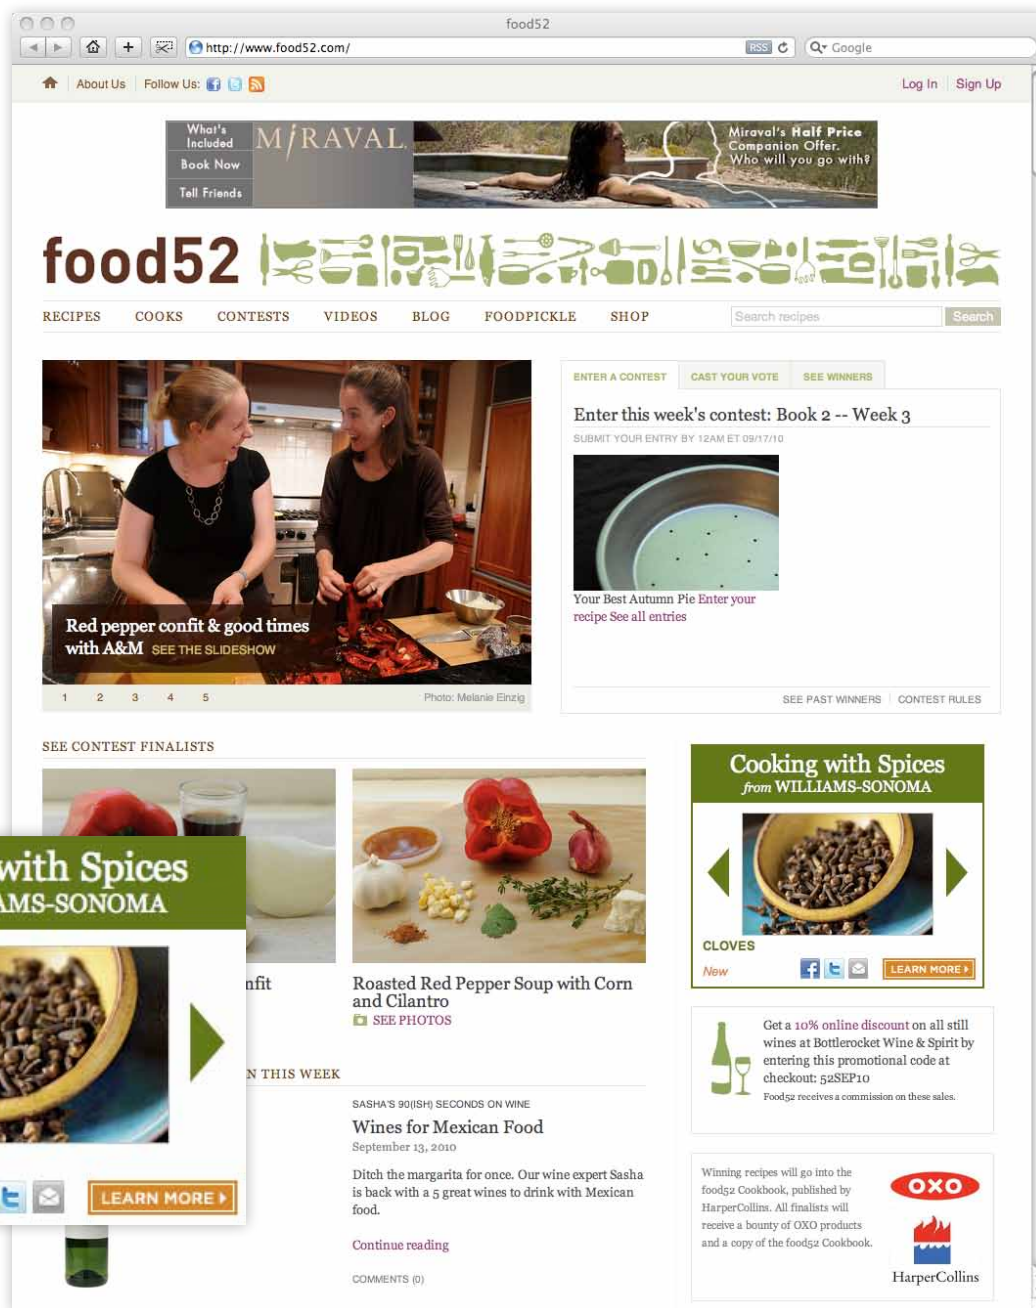 food52
http://www.food52.com/
RSS
Google
About Us
Follow Us:
Log In
Sign Up
What's
Included
Book Now
Tell Friends
MIRAVAL
Miraval's Half Price
Companion Offer.
Who will you go with?
food52
RECIPES
COOKS
CONTESTS
VIDEOS
BLOG
FOODPICKLE
SHOP
Search recipes
Search
Red pepper confit & good times
with A&M SEE THE SLIDESHOW
1 2 3 4 5
Photo: Melanie Einzig
ENTER A CONTEST
CAST YOUR VOTE
SEE WINNERS
Enter this week's contest: Book 2 -- Week 3
SUBMIT YOUR ENTRY BY 12AM ET 09/17/10
Your Best Autumn Pie Enter your
recipe See all entries
SEE PAST WINNERS
CONTEST RULES
SEE CONTEST FINALISTS
nfit
Roasted Red Pepper Soup with Corn
and Cilantro
SEE PHOTOS
Cooking with Spices
from WILLIAMS-SONOMA
CLOVES
New
LEARN MORE
with Spices
AMS-SONOMA
LEARN MORE
N THIS WEEK
SASHA'S 90(ISH) SECONDS ON WINE
Wines for Mexican Food
September 13, 2010
Ditch the margarita for once. Our wine expert Sasha
is back with a 5 great wines to drink with Mexican
food.
Continue reading
COMMENTS (0)
Get a 10% online discount on all still
wines at Bottlerocket Wine & Spirit by
entering this promotional code at
checkout: 52SEP10
Food52 receives a commission on these sales.
Winning recipes will go into the
food52 Cookbook, published by
HarperCollins. All finalists will
receive a bounty of OXO products
and a copy of the food52 Cookbook.
OXO
HarperCollins